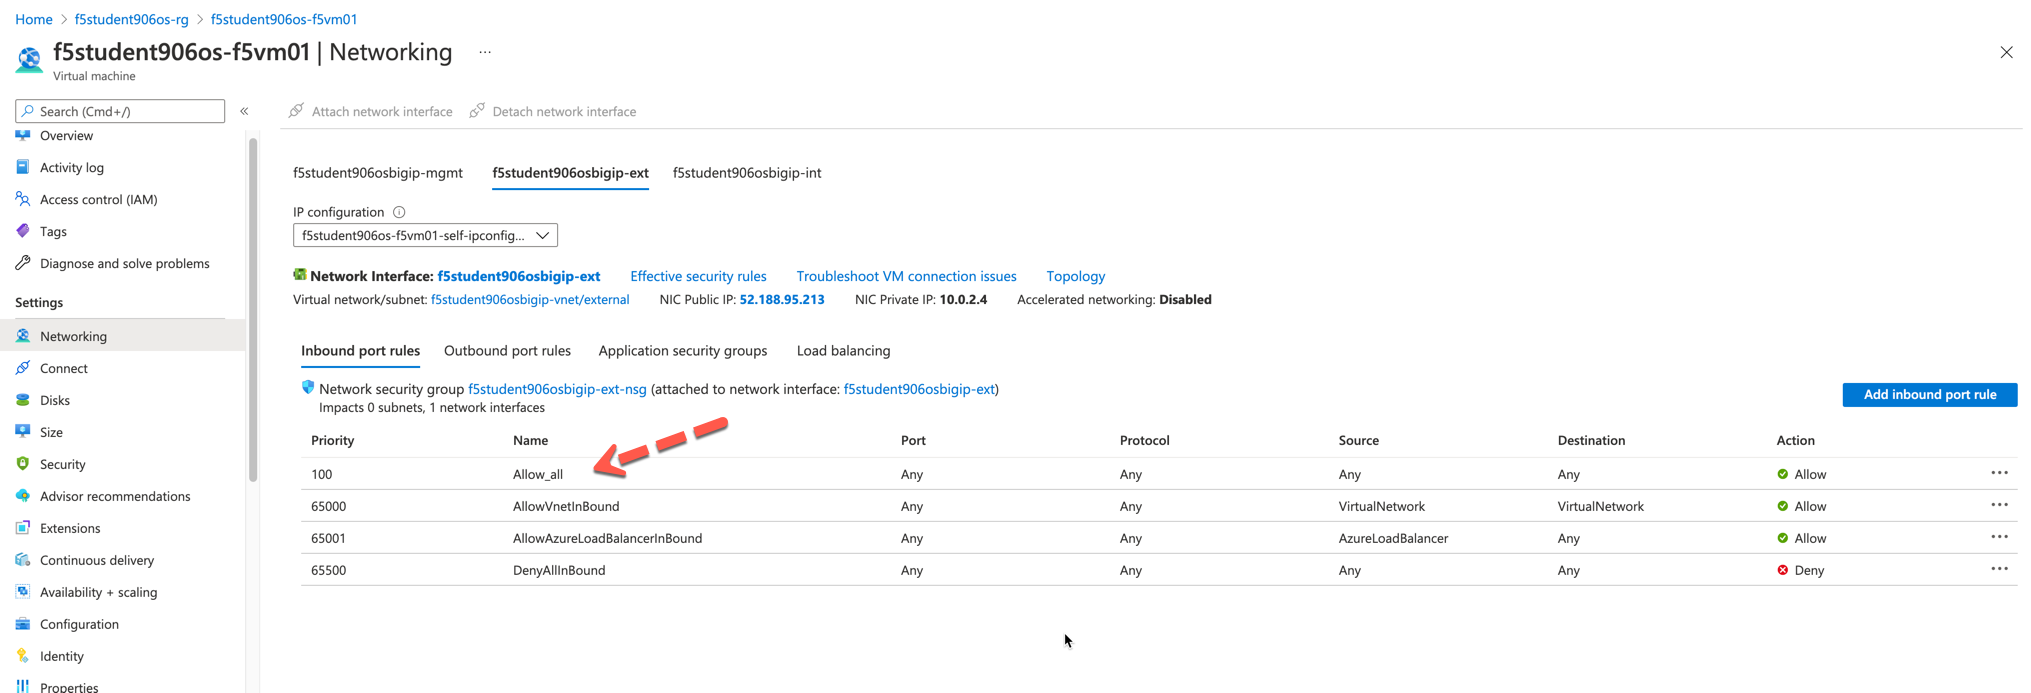 Home > f5student906os-rg > f5student906os-f5vm01
f5student906os-f5vm01 | Networking ...
Virtual machine
Search (Cmd+/) «
Attach network interface Detach network interface
Overview
Activity log
Access control (IAM)
Tags
Diagnose and solve problems
Settings
Networking
Connect
Disks
Size
Security
Advisor recommendations
Extensions
Continuous delivery
Availability + scaling
Configuration
Identity
Properties
f5student906osbigip-mgmt f5student906osbigip-ext f5student906osbigip-int
IP configuration
f5student906os-f5vm01-self-ipconfig...
Network Interface: f5student906osbigip-ext Effective security rules Troubleshoot VM connection issues Topology
Virtual network/subnet: f5student906osbigip-vnet/external NIC Public IP: 52.188.95.213 NIC Private IP: 10.0.2.4 Accelerated networking: Disabled
Inbound port rules Outbound port rules Application security groups Load balancing
Network security group f5student906osbigip-ext-nsg (attached to network interface: f5student906osbigip-ext)
Impacts 0 subnets, 1 network interfaces
Add inbound port rule
Priority Name Port Protocol Source Destination Action
100 Allow_all Any Any Any Any Allow ...
65000 AllowVnetInBound Any Any VirtualNetwork VirtualNetwork Allow ...
65001 AllowAzureLoadBalancerInBound Any Any AzureLoadBalancer Any Allow ...
65500 DenyAllInBound Any Any Any Any Deny ...